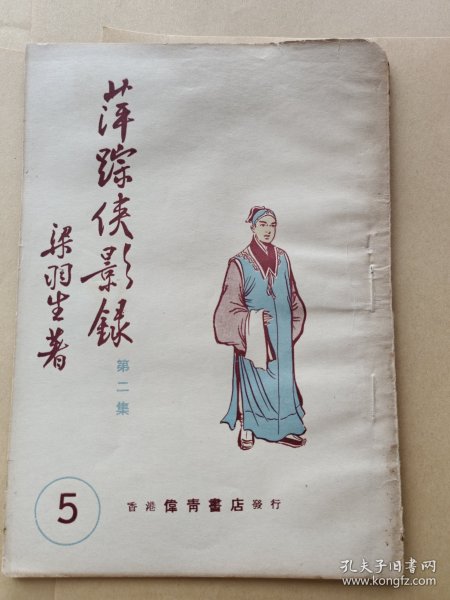 萍踪侠影録
梁羽生著
第二集
5
香港 偉青書店 發行
孔夫子旧书网
www.kongfz.com